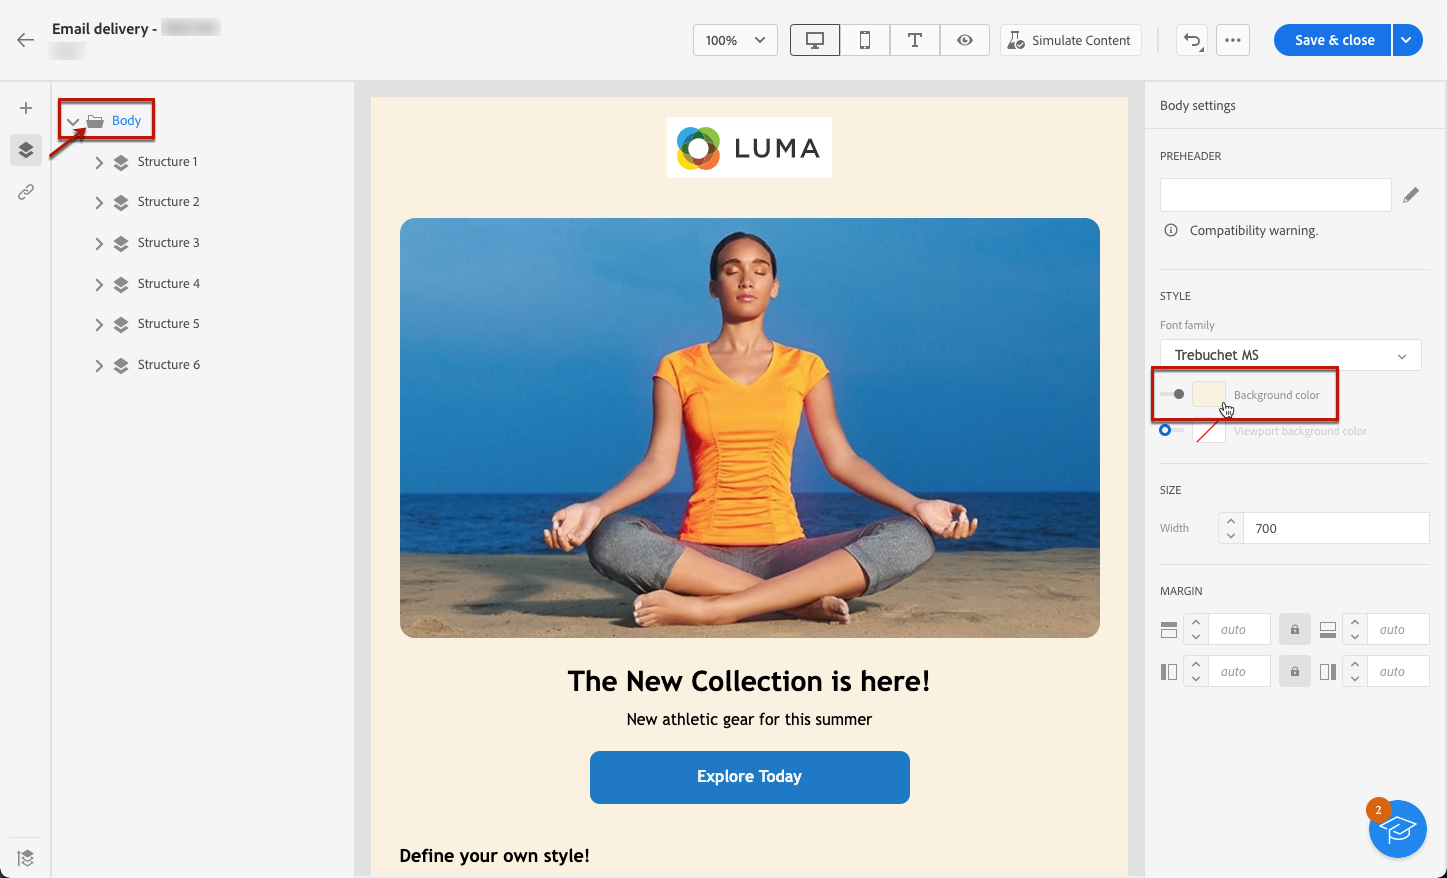 Email delivery -
100%
Simulate Content
Save & close
Body
Structure 1
Structure 2
Structure 3
Structure 4
Structure 5
Structure 6
LUMA
The New Collection is here!
New athletic gear for this summer
Explore Today
Define your own style!
Body settings
PREHEADER
Compatibility warning.
STYLE
Font family
Trebuchet MS
Background color
Viewport background color
SIZE
Width 700
MARGIN
auto auto
auto auto
2